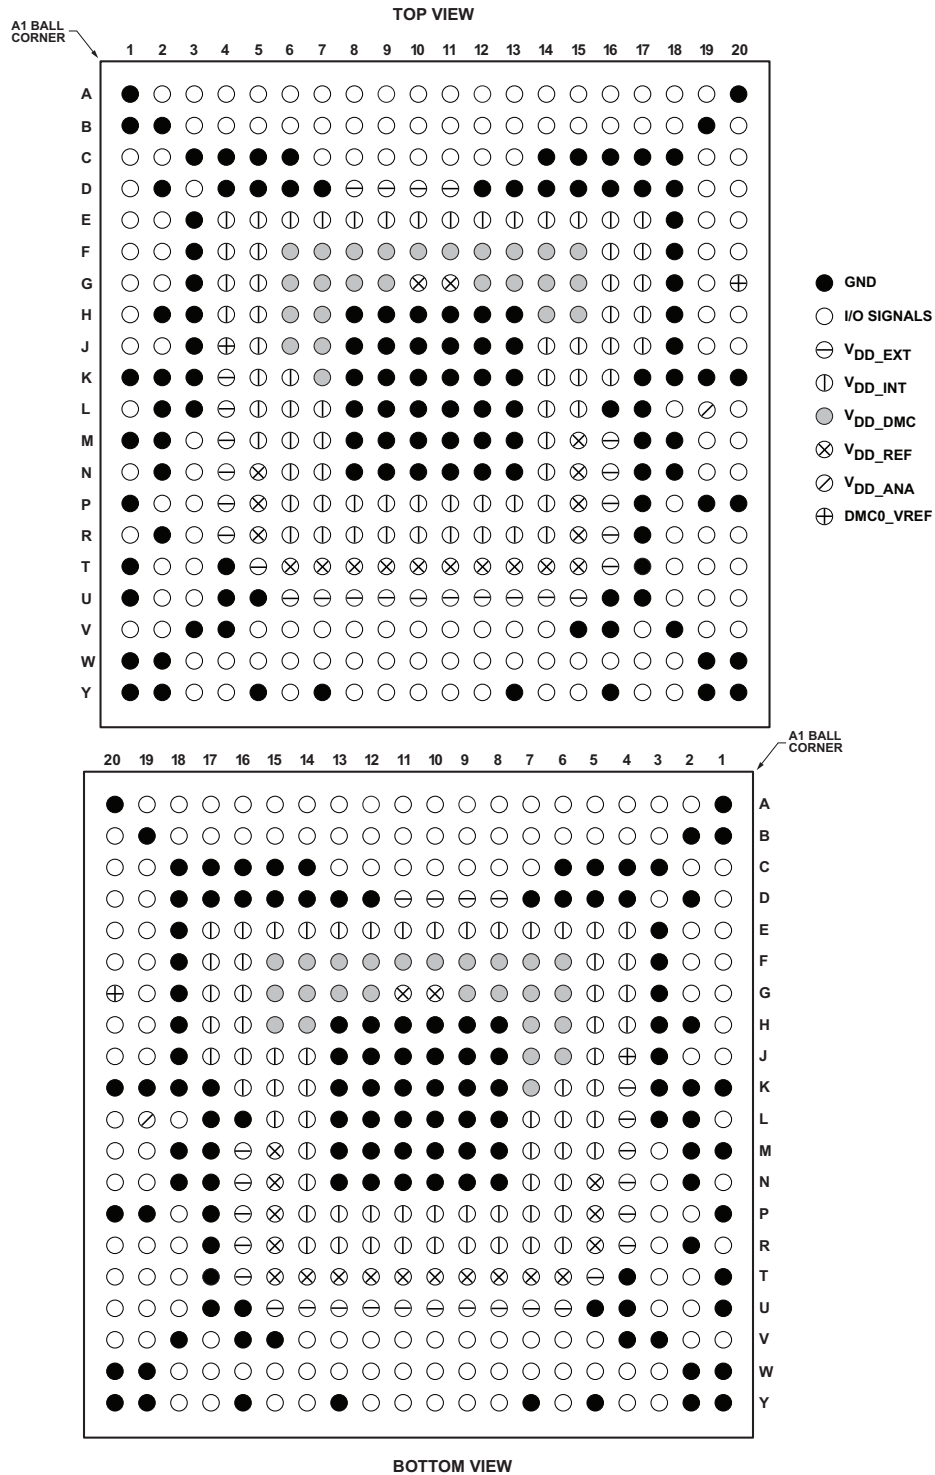 TOP VIEW
A1 BALL
CORNER
1 2 3 4 5 6 7 8 9 10 11 12 13 14 15 16 17 18 19 20
A
B
C
D
E
F
G
H
J
K
L
M
N
P
R
T
U
V
W
Y
GND
I/O SIGNALS
VDD_EXT
VDD_INT
VDD_DMC
VDD_REF
VDD_ANA
DMC0_VREF
A1 BALL
CORNER
20 19 18 17 16 15 14 13 12 11 10 9 8 7 6 5 4 3 2 1
A
B
C
D
E
F
G
H
J
K
L
M
N
P
R
T
U
V
W
Y
BOTTOM VIEW